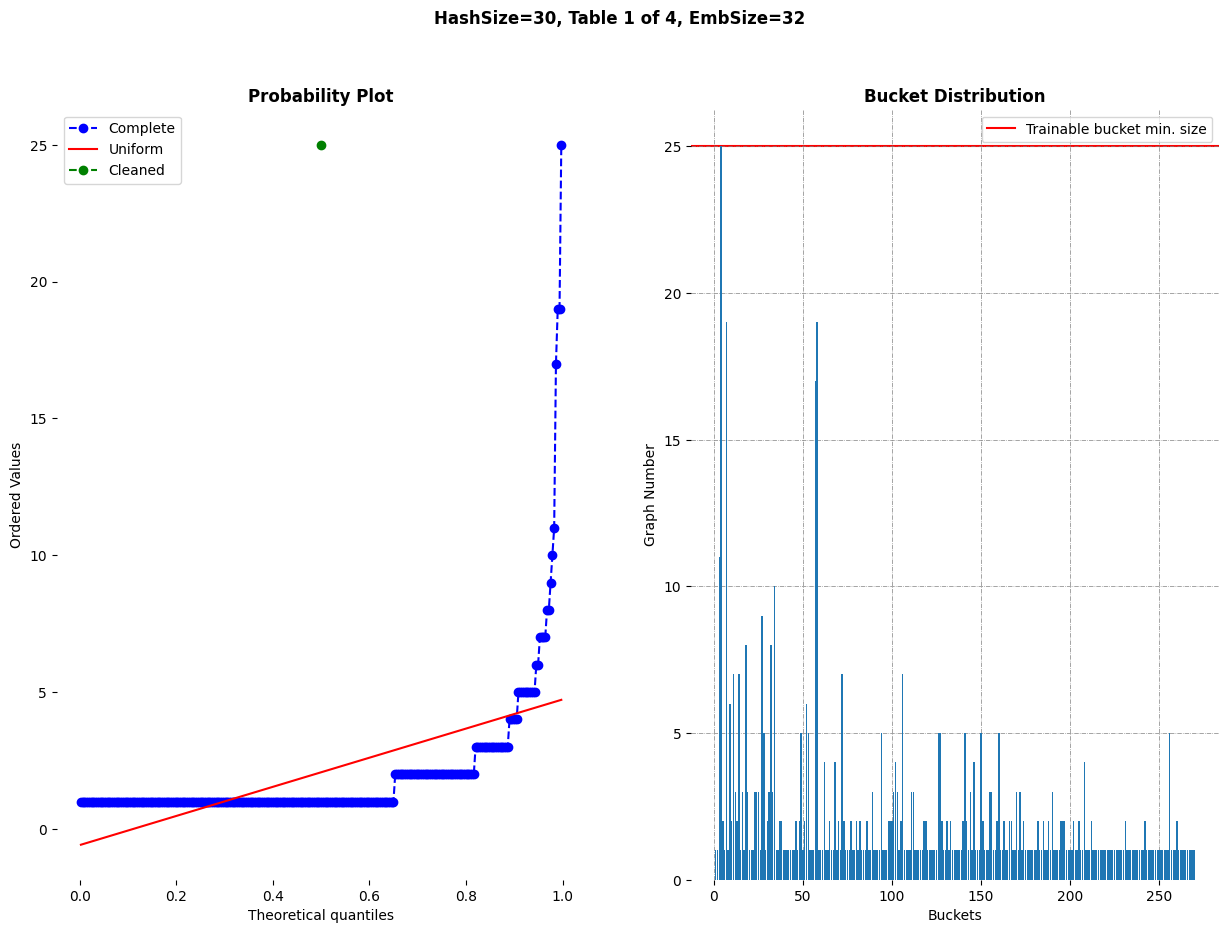 HashSize=30, Table 1 of 4, EmbSize=32
Probability Plot
Complete
Uniform
Cleaned
25
20
15
10
5
0
Ordered Values
0.0 0.2 0.4 0.6 0.8 1.0
Theoretical quantiles
Bucket Distribution
Trainable bucket min. size
25
20
15
10
5
0
Graph Number
0 50 100 150 200 250
Buckets